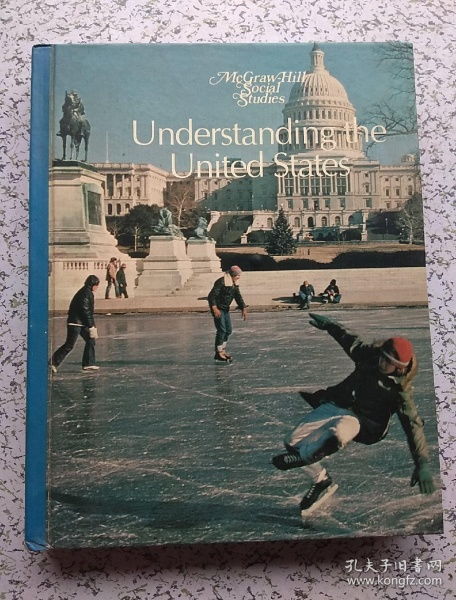 McGraw-Hill
Social
Studies
Understanding the
United States
孔夫子旧书网
www.kongfz.com